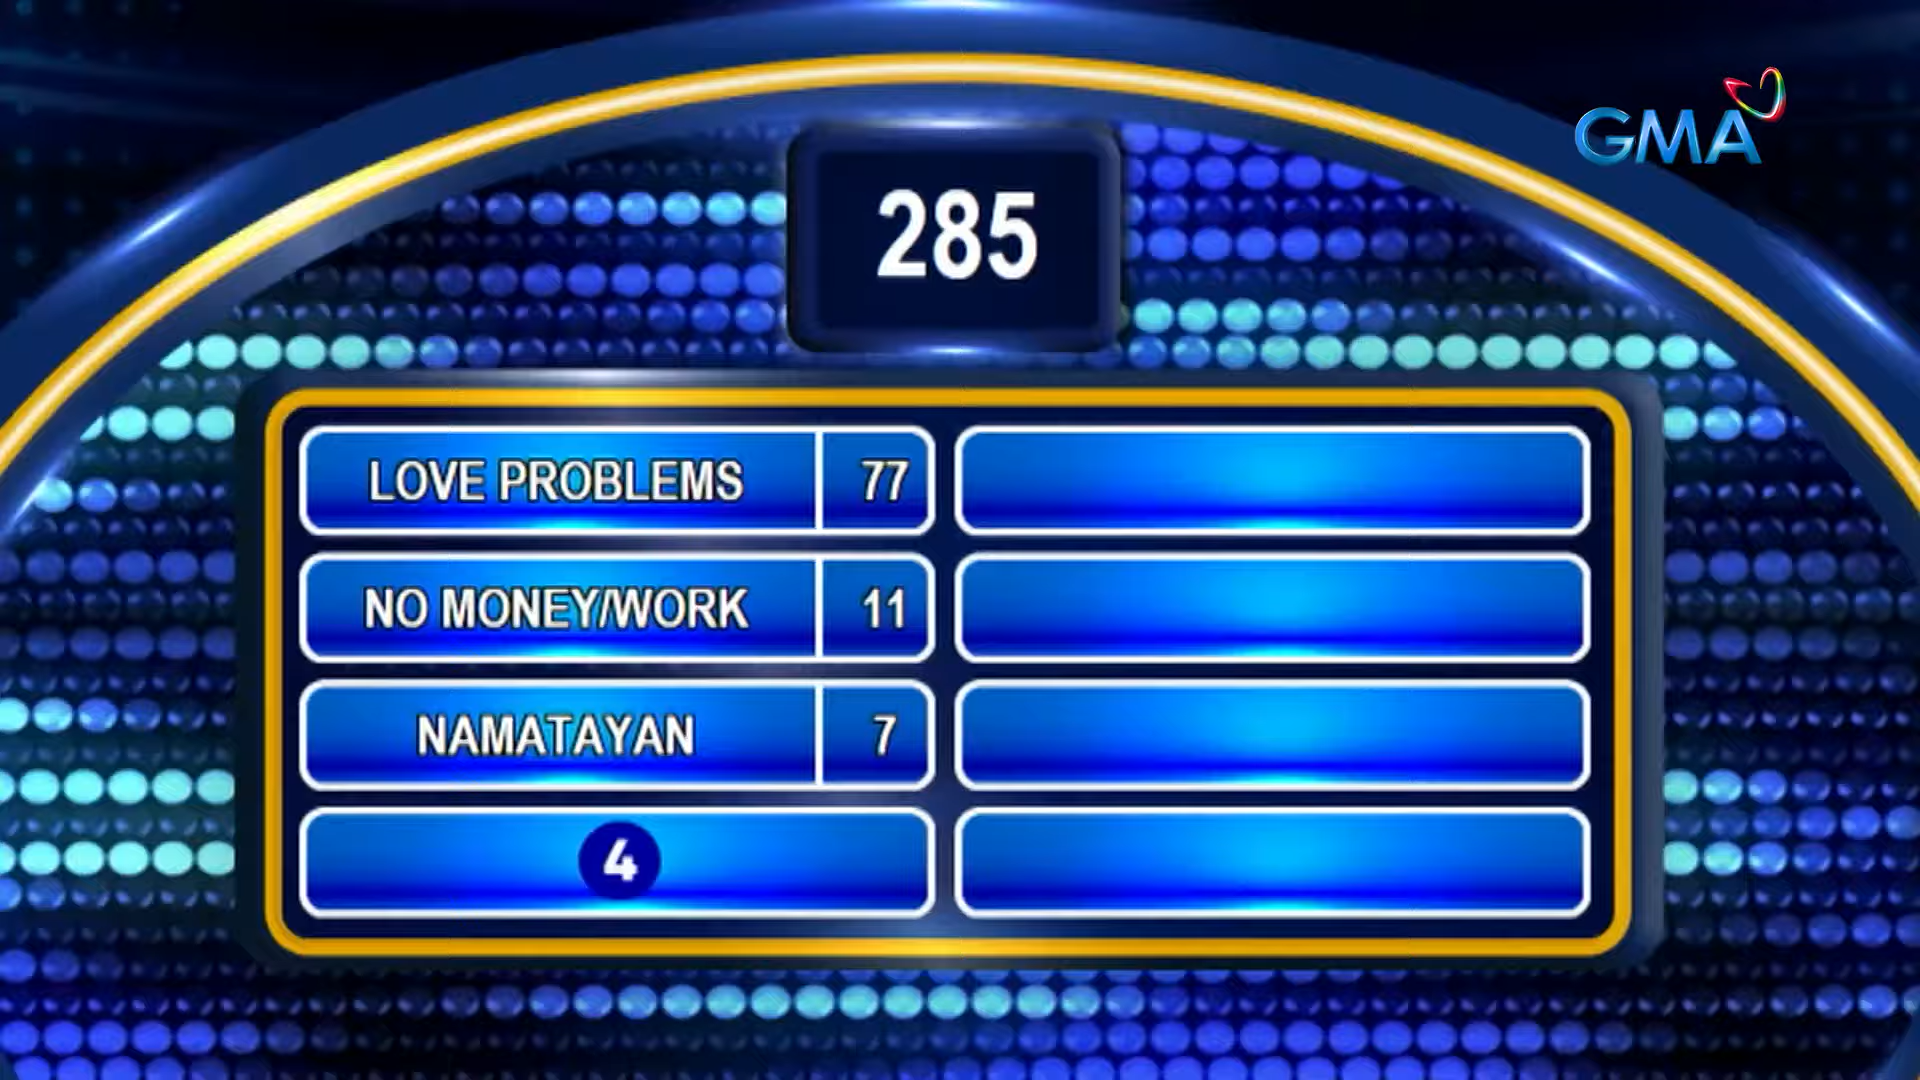 GMA
285
LOVE PROBLEMS 77
NO MONEY/WORK 11
NAMATAYAN 7
4